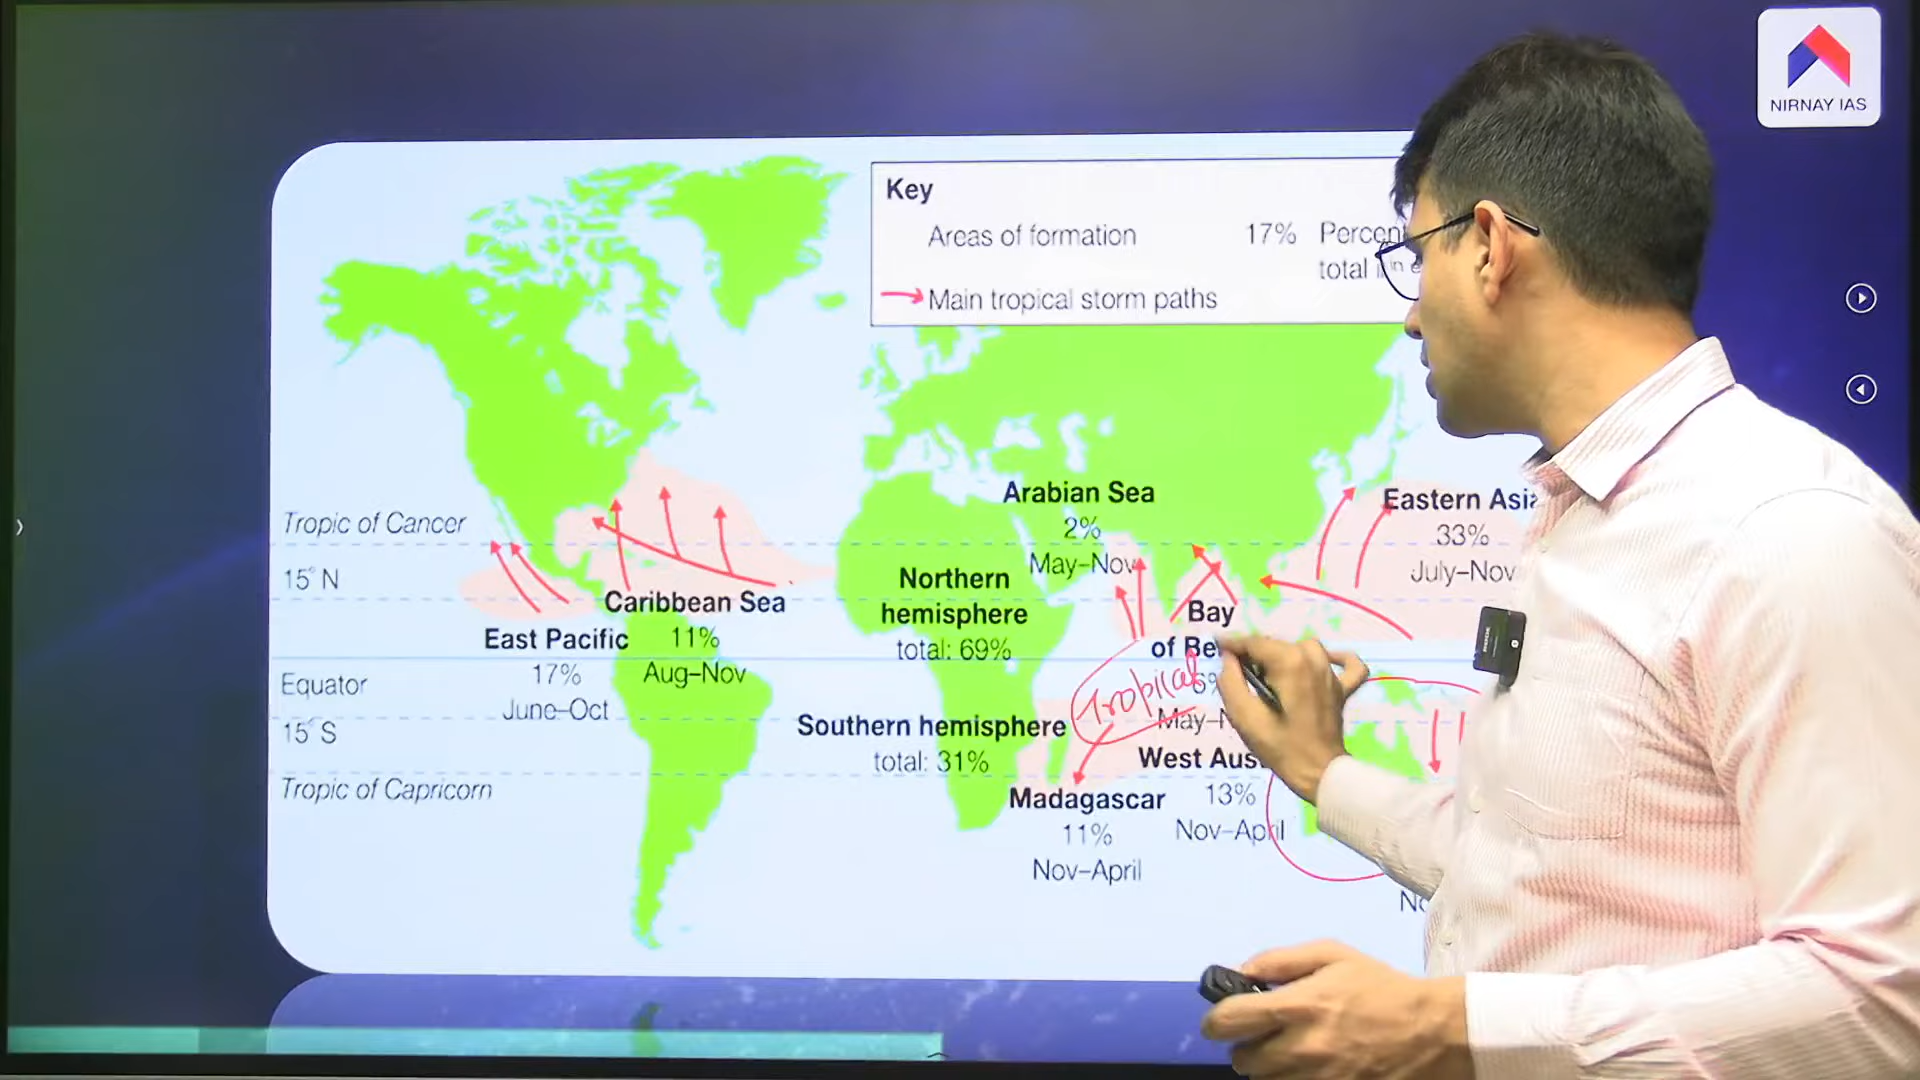 NIRNAY IAS
Key
Areas of formation
17%
total
Main tropical storm paths
Arabian Sea
2%
May–Nov
Eastern
33%
July–Nov
Tropic of Cancer
15° N
Northern
hemisphere
total: 69%
Caribbean Sea
11%
Aug–Nov
East Pacific
17%
June–Oct
Bay
of
Tropical
Equator
15° S
Southern hemisphere
total: 31%
West
13%
Nov–April
Tropic of Capricorn
Madagascar
11%
Nov–April